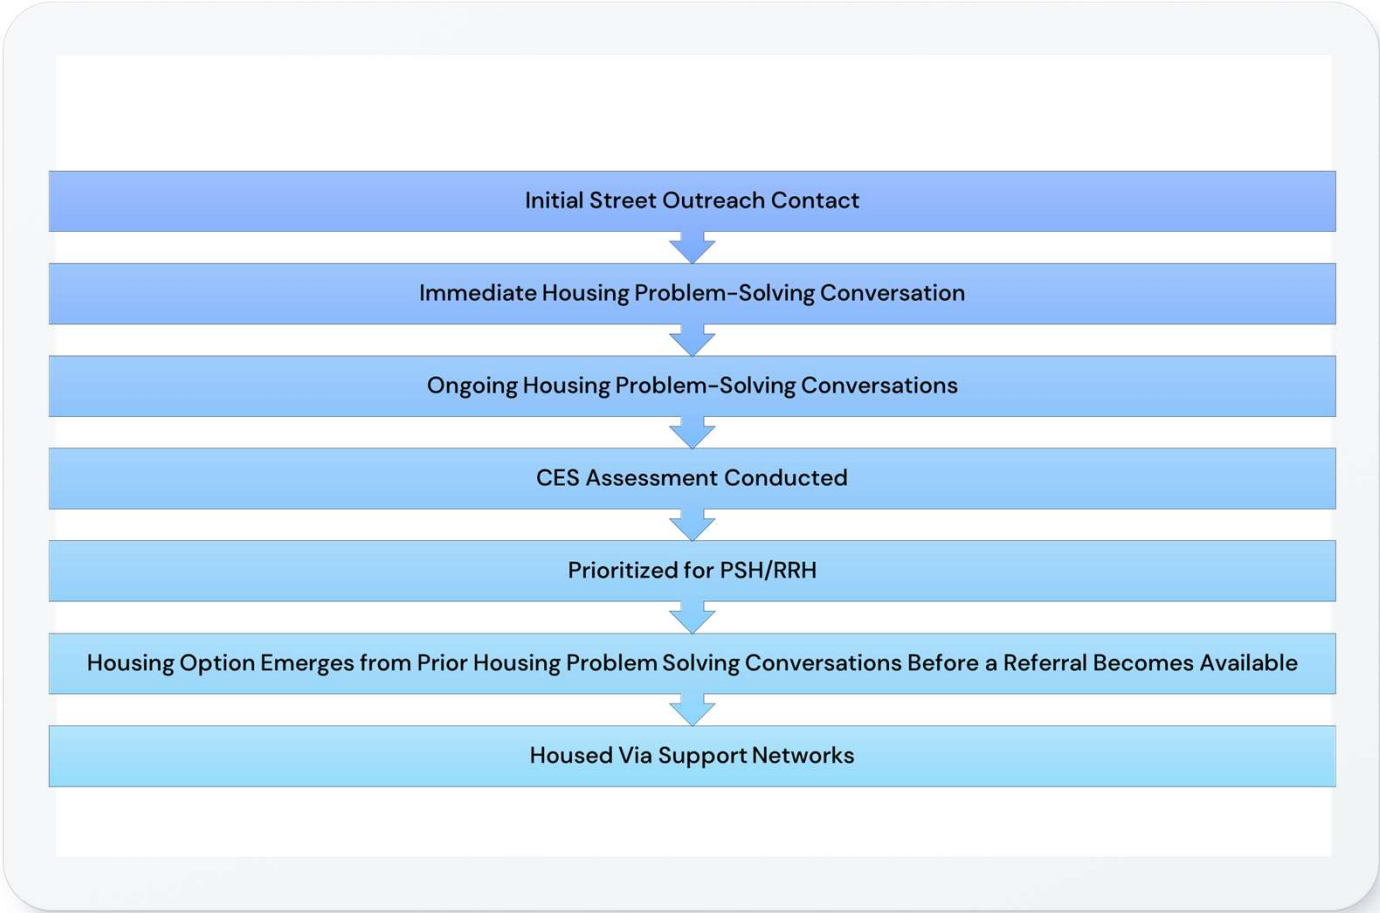 Initial Street Outreach Contact
Immediate Housing Problem-Solving Conversation
Ongoing Housing Problem-Solving Conversations
CES Assessment Conducted
Prioritized for PSH/RRH
Housing Option Emerges from Prior Housing Problem Solving Conversations Before a Referral Becomes Available
Housed Via Support Networks